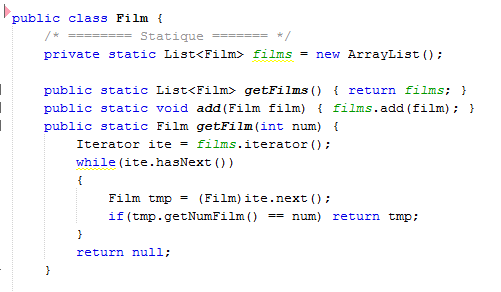 public class Film {
/* ======== Statique ======= */
private static List<Film> films = new ArrayList();
public static List<Film> getFilms() { return films; }
public static void add(Film film) { films.add(film); }
public static Film getFilm(int num) {
Iterator ite = films.iterator();
while(ite.hasNext())
{
Film tmp = (Film)ite.next();
if(tmp.getNumFilm() == num) return tmp;
}
return null;
}